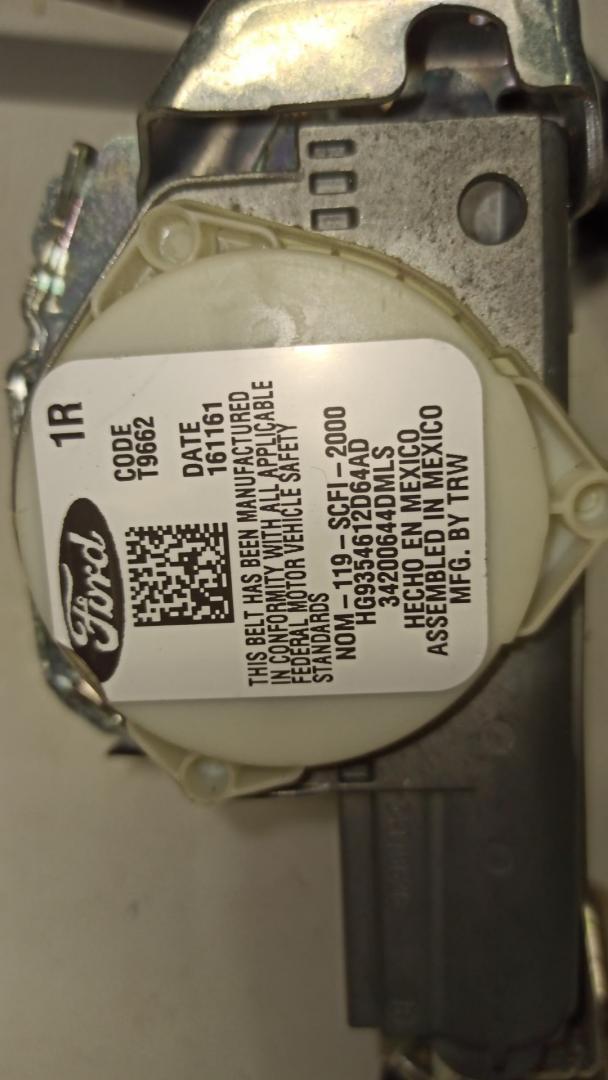 1R
Ford
CODE
T9662
DATE
161161
THIS BELT HAS BEEN MANUFACTURED
IN CONFORMITY WITH ALL APPLICABLE
FEDERAL MOTOR VEHICLE SAFETY
STANDARDS
NOM-119-SCFI-2000
HG9354612D64AD
34200644DMLS
HECHO EN MEXICO
ASSEMBLED IN MEXICO
MFG. BY TRW